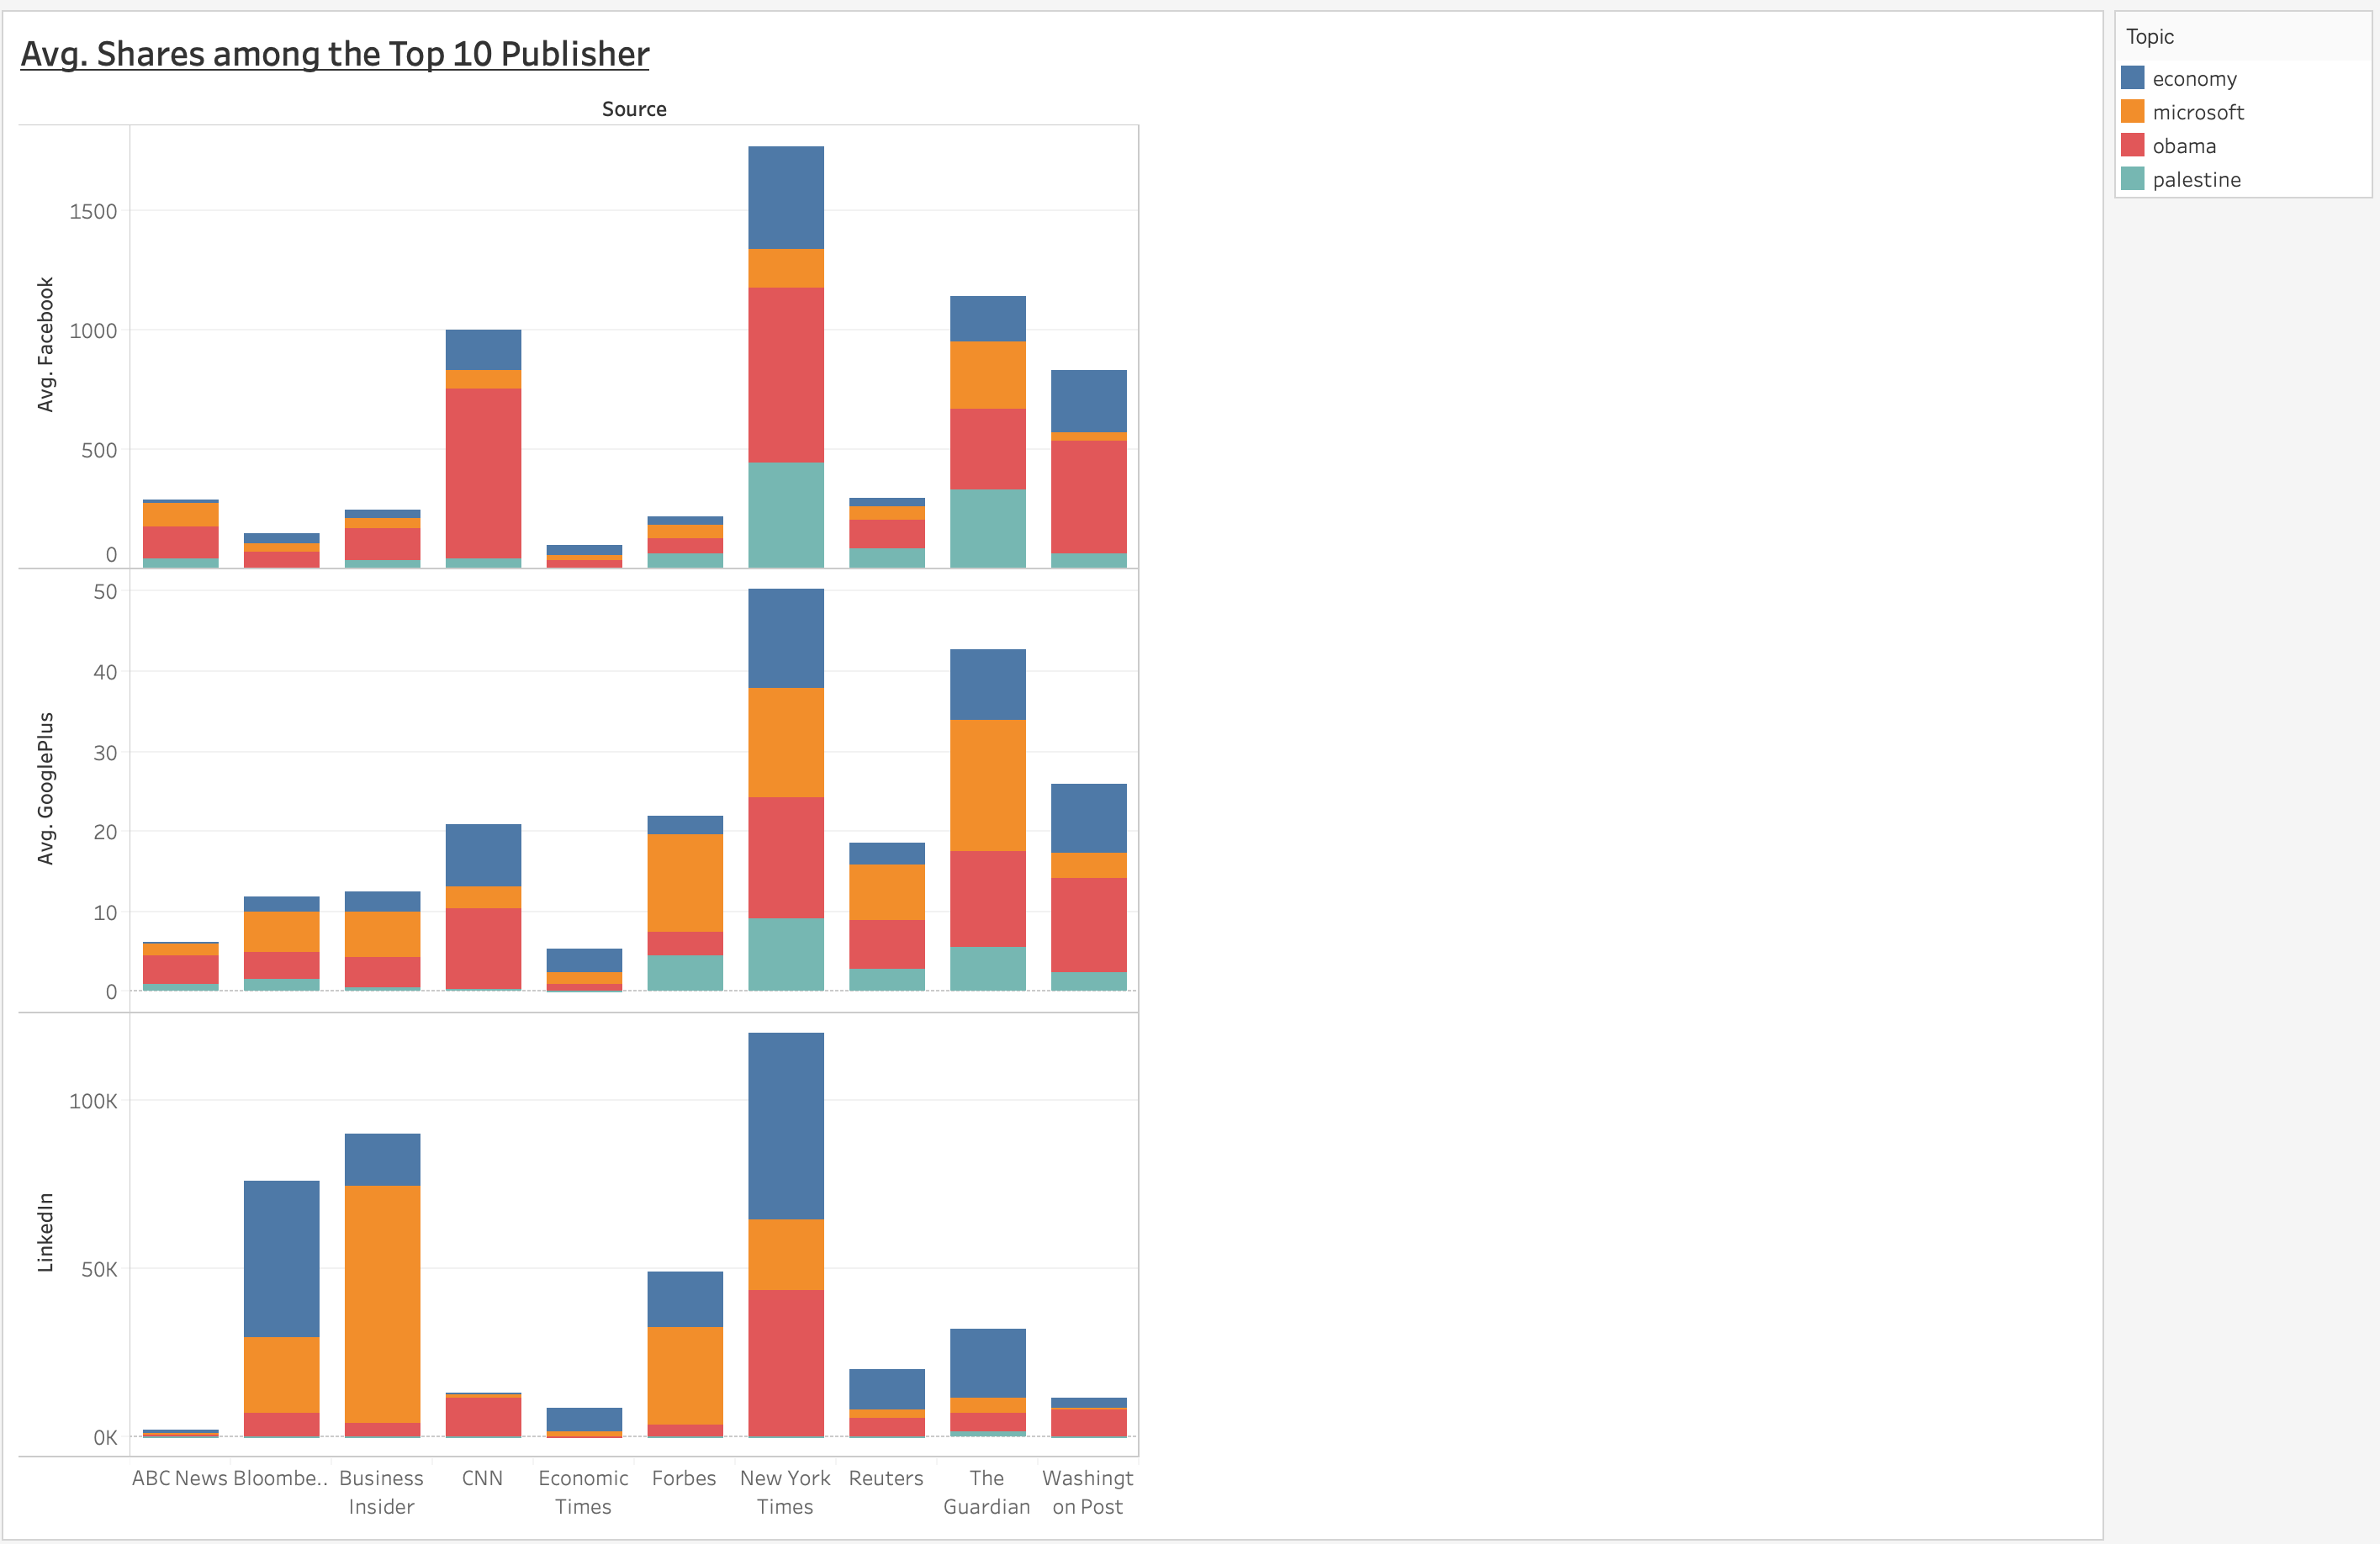 Avg. Shares among the Top 10 Publisher
Topic
economy
microsoft
obama
palestine
Source
Avg. Facebook
1500
1000
500
0
Avg. GooglePlus
50
40
30
20
10
0
LinkedIn
100K
50K
0K
ABC News Bloombe.. Business CNN Economic Forbes New York Reuters The Washingt
Insider Times Times Guardian on Post